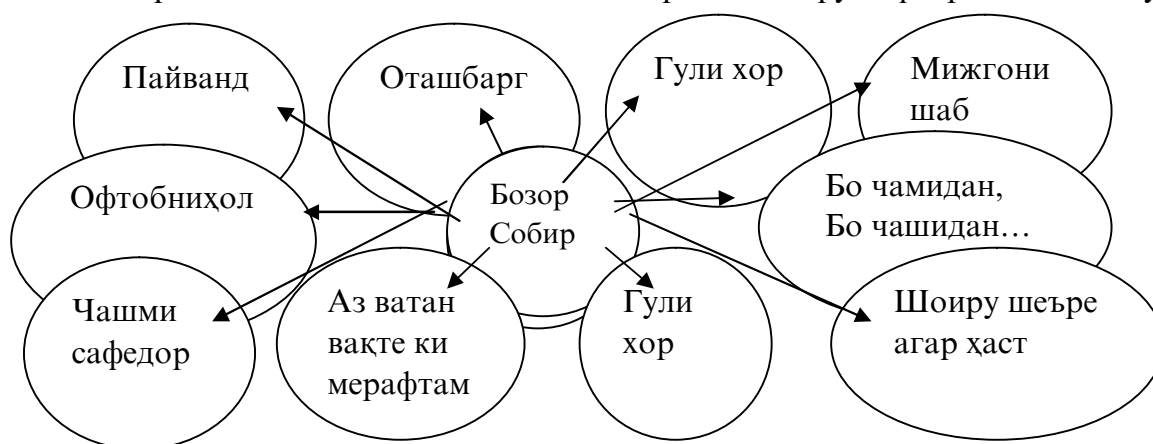 Пайванд
Оташбарг
Гули хор
Мижгони
шаб
Офтобниҳол
Бозор
Собир
Бо чамидан,
Бо чашидан…
Чашми
сафедор
Аз ватан
вақте ки
мерафтам
Гули
хор
Шоиру шеъре
агар ҳаст